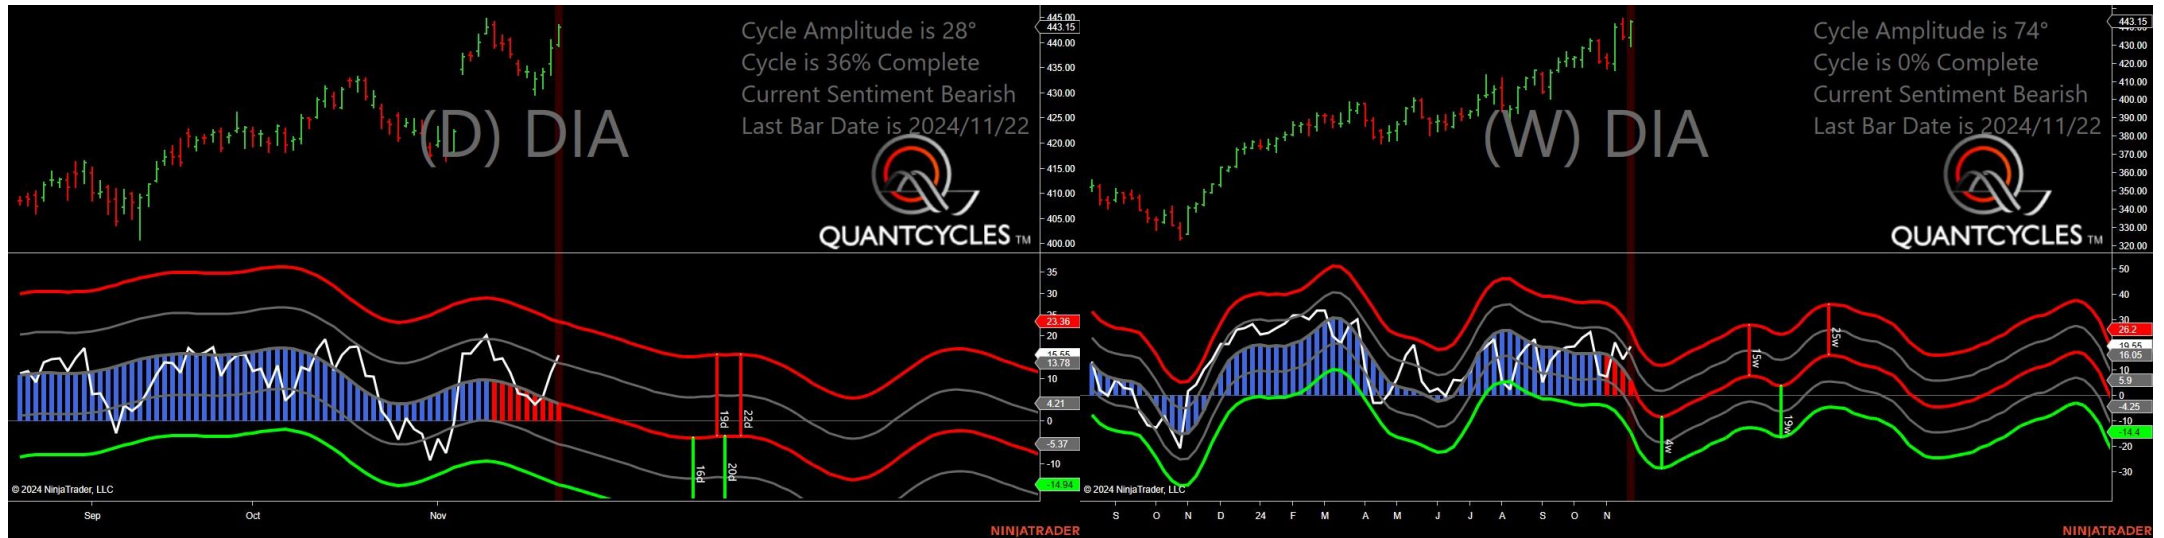 Cycle Amplitude is 28°
Cycle is 36% Complete
Current Sentiment Bearish
Last Bar Date is 2024/11/22
(D) DIA
QUANTCYCLES TM
445.00
443.15
440.00
435.00
430.00
425.00
420.00
415.00
410.00
405.00
400.00
35
30
23.36
20
15.55
13.78
10
4.21
0
-5.37
-10
-14.94
19d
22d
16d
20d
© 2024 NinjaTrader, LLC
Sep Oct Nov
NINJATRADER
Cycle Amplitude is 74°
Cycle is 0% Complete
Current Sentiment Bearish
Last Bar Date is 2024/11/22
(W) DIA
QUANTCYCLES TM
443.15
430.00
420.00
410.00
400.00
390.00
380.00
370.00
360.00
350.00
340.00
330.00
320.00
50
40
30
26.2
19.55
16.05
10
5.9
0
-4.25
-10
-14.4
-20
-30
15w
25w
4w
19w
© 2024 NinjaTrader, LLC
S O N D 24 F M A M J J A S O N
NINJATRADER